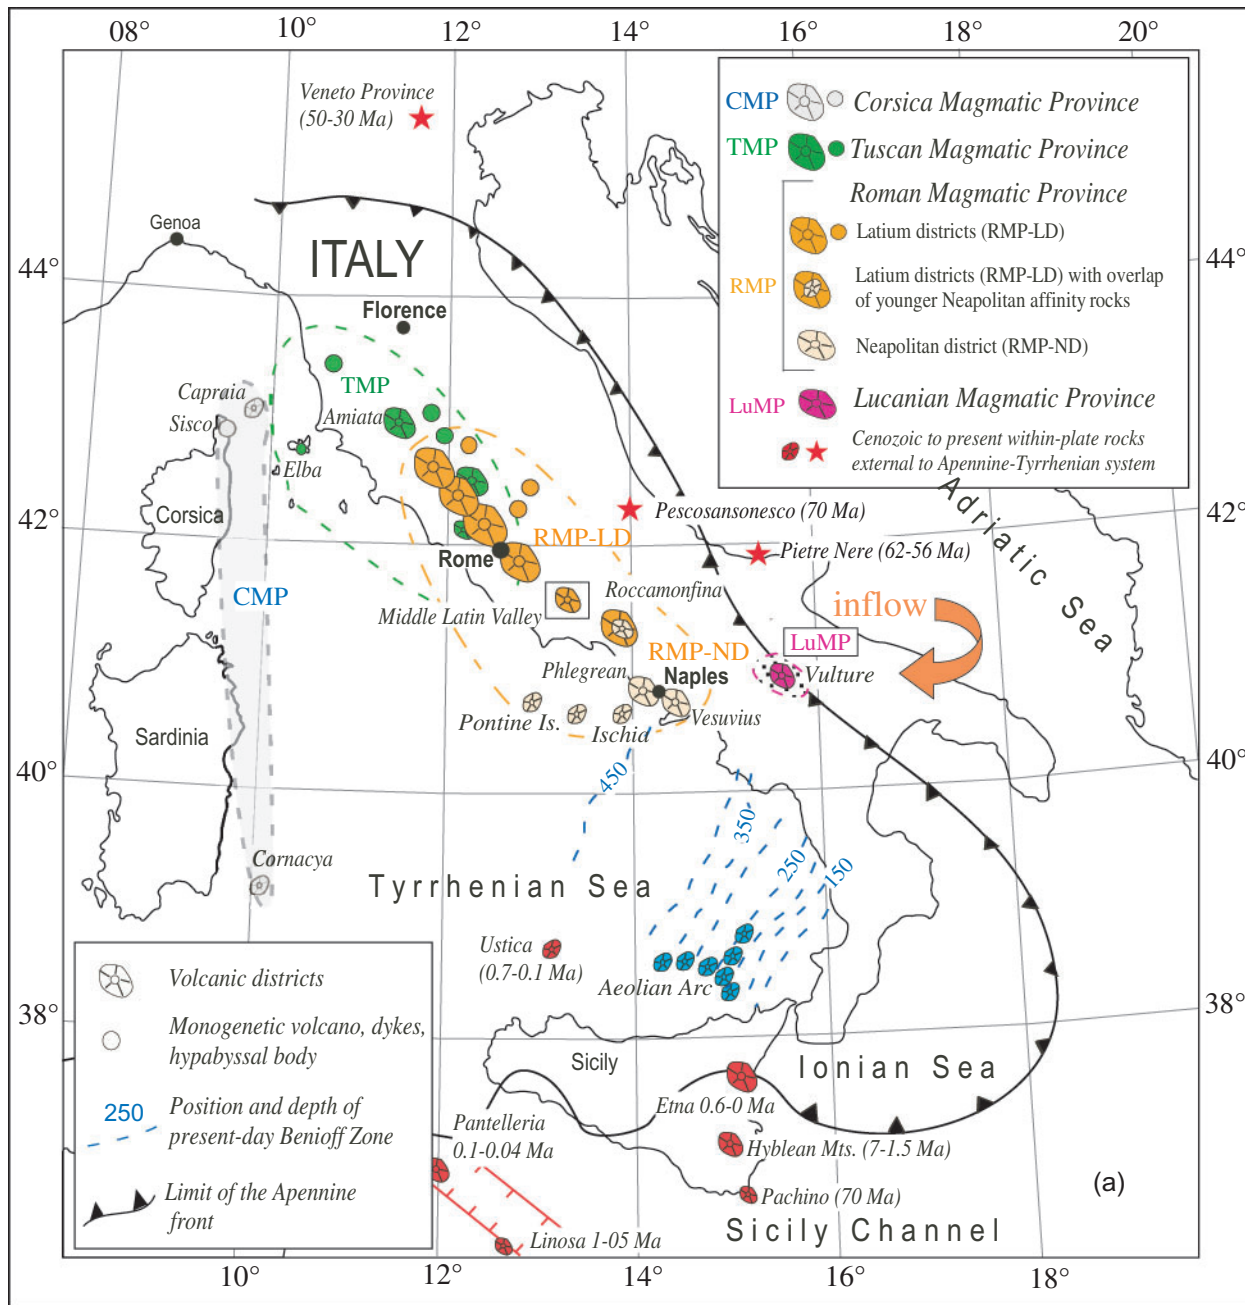 08°
10°
12°
14°
16°
18°
20°
Veneto Province
(50-30 Ma)
CMP
Corsica Magmatic Province
TMP
Tuscan Magmatic Province
Roman Magmatic Province
Latium districts (RMP-LD)
RMP
Latium districts (RMP-LD) with overlap
of younger Neapolitan affinity rocks
Neapolitan district (RMP-ND)
LuMP
Lucanian Magmatic Province
Cenozoic to present within-plate rocks
external to Apennine-Tyrrhenian system
Genoa
ITALY
44°
44°
Florence
TMP
Capraia
Sisco
Amiata
Elba
Corsica
42°
42°
Adriatic Sea
Pescosansonesco (70 Ma)
Pietre Nere (62-56 Ma)
RMP-LD
Rome
CMP
Middle Latin Valley
Roccamonfina
inflow
LuMP
Vulture
RMP-ND
Phlegrean
Naples
Pontine Is.
Ischia
Vesuvius
Sardinia
40°
40°
450
350
250
150
Cornacya
Tyrrhenian Sea
Ustica
(0.7-0.1 Ma)
Aeolian Arc
Volcanic districts
Monogenetic volcano, dykes,
hypabyssal body
250
Position and depth of
present-day Benioff Zone
Limit of the Apennine
front
38°
38°
Sicily
Ionian Sea
Etna 0.6-0 Ma
Pantelleria
0.1-0.04 Ma
Hyblean Mts. (7-1.5 Ma)
Pachino (70 Ma)
(a)
Linosa 1-05 Ma
Sicily Channel
10°
12°
14°
16°
18°